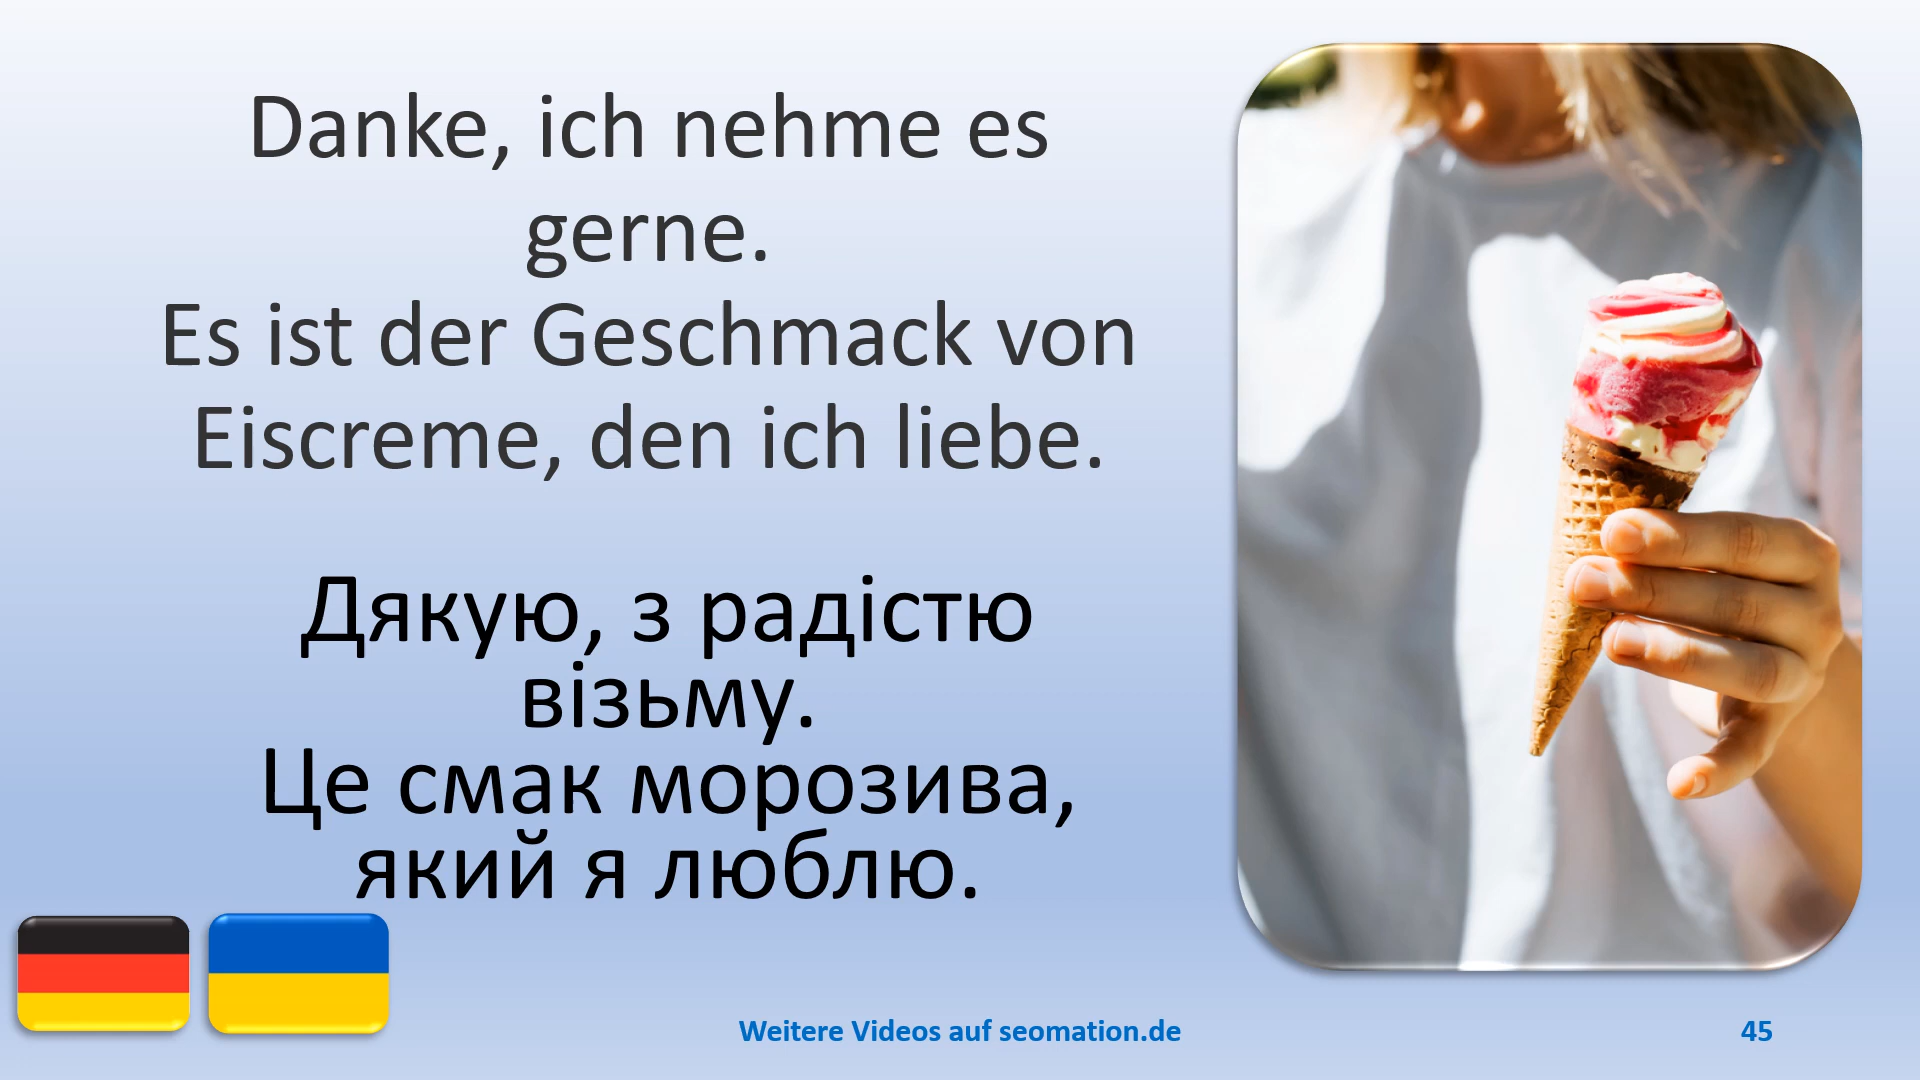 Danke, ich nehme es
gerne.
Es ist der Geschmack von
Eiscreme, den ich liebe.
Дякую, з радістю
візьму.
Це смак морозива,
який я люблю.
Weitere Videos auf seomation.de
45